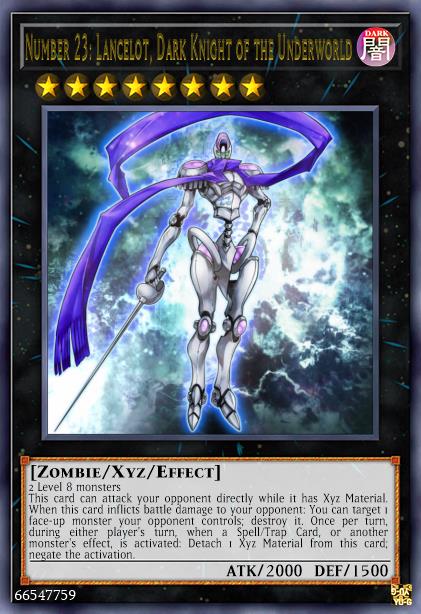 Number 23: Lancelot, Dark Knight of the Underworld
DARK
闇
[Zombie/Xyz/Effect]
2 Level 8 monsters
This card can attack your opponent directly while it has Xyz Material.
When this card inflicts battle damage to your opponent: You can target 1
face-up monster your opponent controls; destroy it. Once per turn,
during either player's turn, when a Spell/Trap Card, or another
monster's effect, is activated: Detach 1 Xyz Material from this card;
negate the activation.
ATK/2000 DEF/1500
66547759